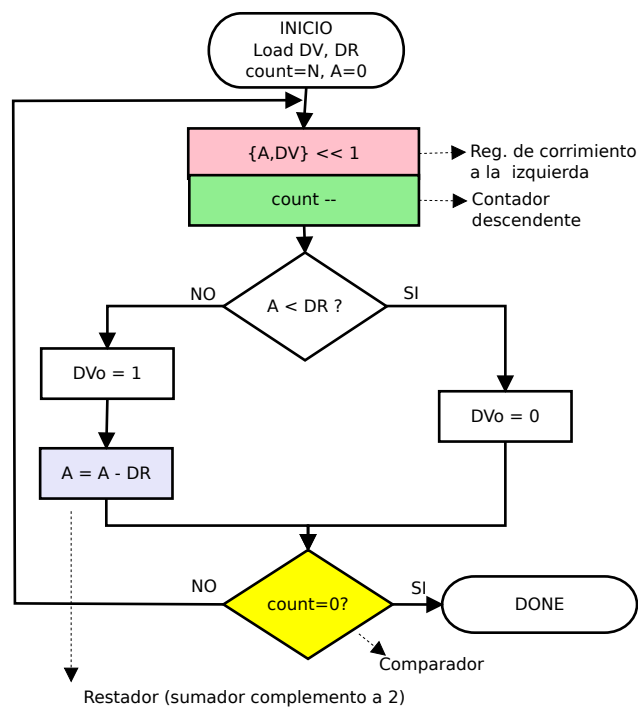 INICIO
Load DV, DR
count=N, A=0
{A,DV} << 1
Reg. de corrimiento
a la izquierda
count --
Contador
descendente
NO
A < DR ?
SI
DVo = 1
DVo = 0
A = A - DR
NO
count=0?
SI
DONE
Comparador
Restador (sumador complemento a 2)